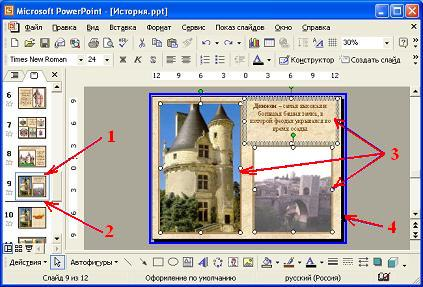 Microsoft PowerPoint - [История.ppt]
Файл Правка Вид Вставка Формат Сервис Показ слайдов Окно Справка
30%
Times New Roman 24 Ж Конструктор Создать слайд
12 9 6 3 0 3 6 9 12
6
7
8
9
10
1
2
3
4
Донжон – самая высокая и
большая башня замка, в
которой феодал укрывался во
время осады.
Действия Автофигуры
Слайд 9 из 12 Оформление по умолчанию русский (Россия)